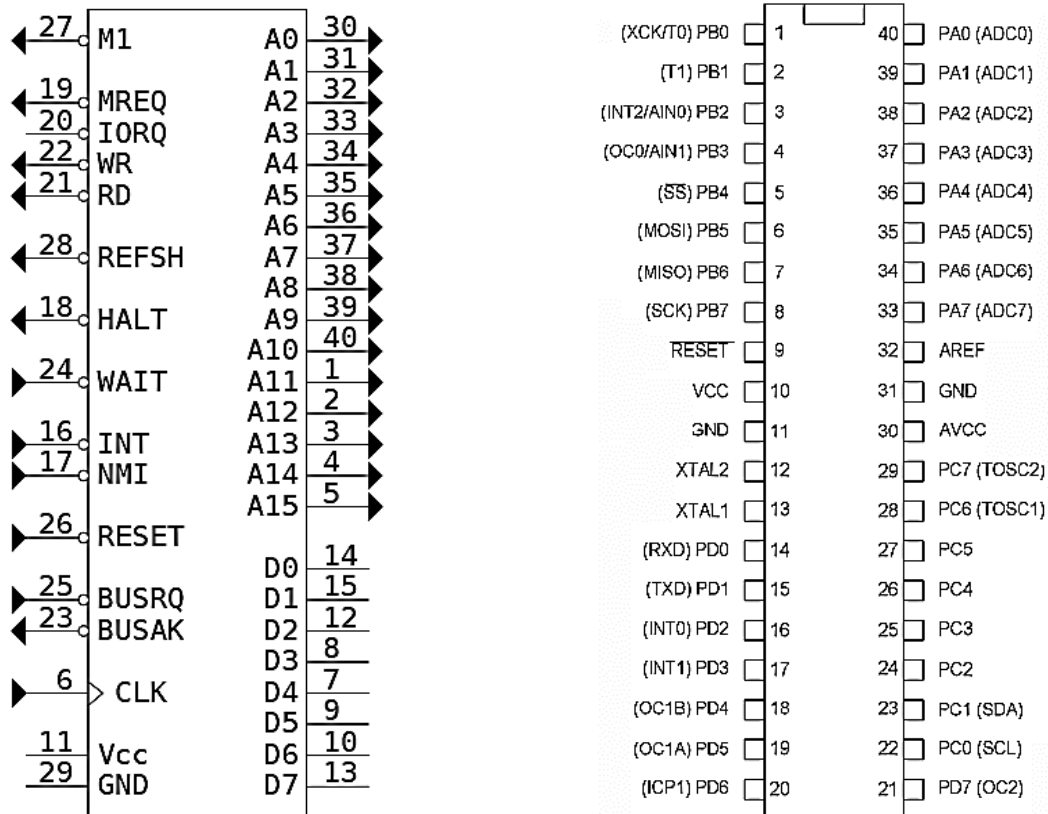 27 M1 A0 30
A1 31
19 MREQ A2 32
20 IORQ A3 33
22 WR A4 34
21 RD A5 35
A6 36
28 REFSH A7 37
A8 38
18 HALT A9 39
A10 40
24 WAIT A11 1
A12 2
16 INT A13 3
17 NMI A14 4
A15 5
26 RESET
D0 14
25 BUSRQ D1 15
23 BUSAK D2 12
D3 8
6 CLK D4 7
D5 9
11 Vcc D6 10
29 GND D7 13
(XCK/T0) PB0 1 40 PA0 (ADC0)
(T1) PB1 2 39 PA1 (ADC1)
(INT2/AIN0) PB2 3 38 PA2 (ADC2)
(OC0/AIN1) PB3 4 37 PA3 (ADC3)
(S̅S̅) PB4 5 36 PA4 (ADC4)
(MOSI) PB5 6 35 PA5 (ADC5)
(MISO) PB6 7 34 PA6 (ADC6)
(SCK) PB7 8 33 PA7 (ADC7)
R̅E̅S̅E̅T̅ 9 32 AREF
VCC 10 31 GND
GND 11 30 AVCC
XTAL2 12 29 PC7 (TOSC2)
XTAL1 13 28 PC6 (TOSC1)
(RXD) PD0 14 27 PC5
(TXD) PD1 15 26 PC4
(INT0) PD2 16 25 PC3
(INT1) PD3 17 24 PC2
(OC1B) PD4 18 23 PC1 (SDA)
(OC1A) PD5 19 22 PC0 (SCL)
(ICP1) PD6 20 21 PD7 (OC2)